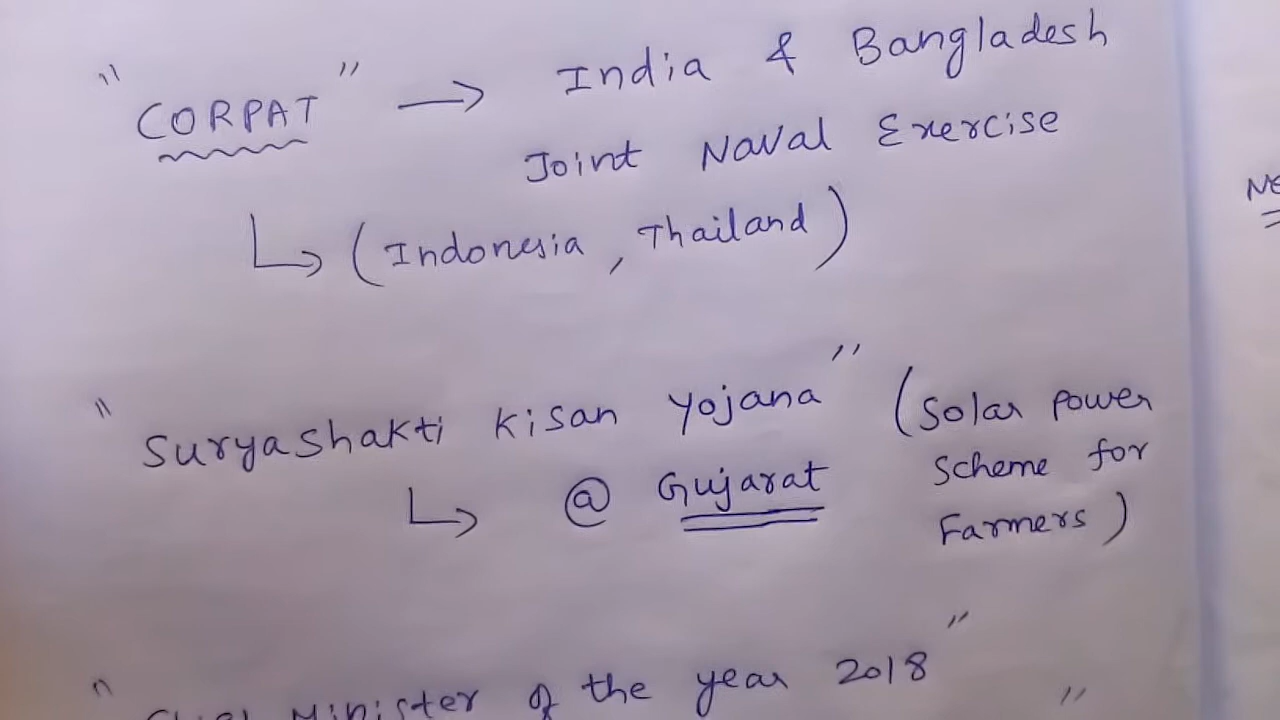 "CORPAT" → India & Bangladesh
Joint Naval Exercise
↳ (Indonesia, Thailand)
"Suryashakti Kisan Yojana" (Solar Power
Scheme for
Farmers)
↳ @ Gujarat
" Minister of the year 2018"